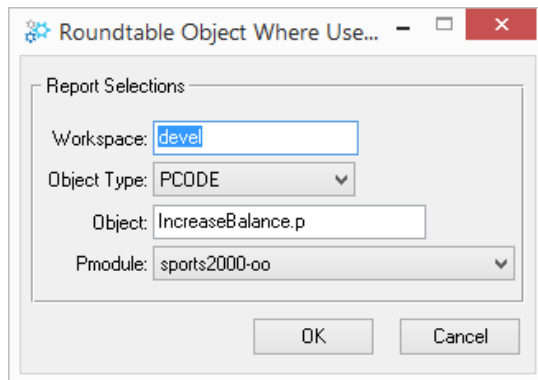 Roundtable Object Where Use...
Report Selections
Workspace: devel
Object Type: PCODE
Object: IncreaseBalance.p
Pmodule: sports2000-oo
OK Cancel